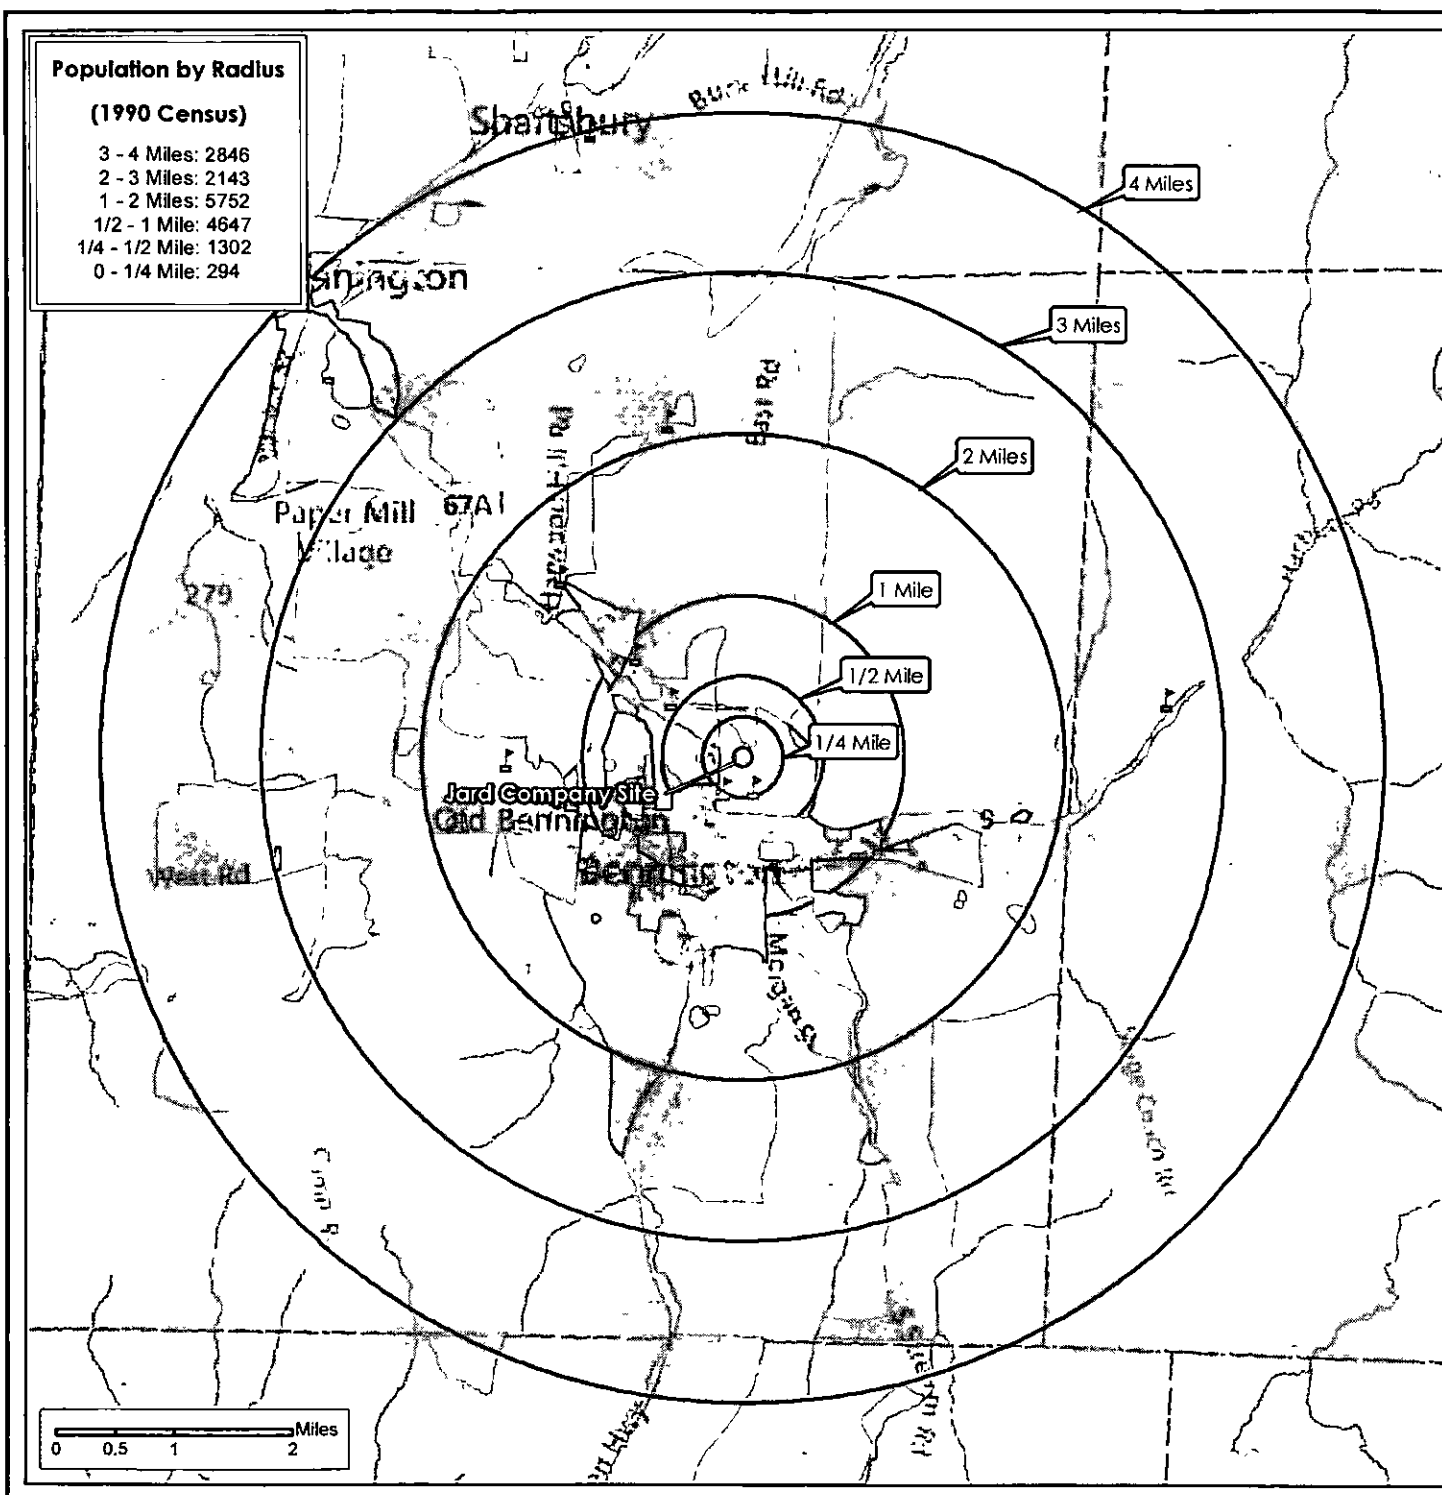 Population by Radius
(1990 Census)
3 - 4 Miles: 2846
2 - 3 Miles: 2143
1 - 2 Miles: 5752
1/2 - 1 Mile: 4647
1/4 - 1/2 Mile: 1302
0 - 1/4 Mile: 294
Shaftsbury
4 Miles
3 Miles
East Rd
2 Miles
Paper Mill
Village
67A
279
1 Mile
1/2 Mile
1/4 Mile
Jard Company Site
Old Bennington
Bennington
9
West Rd
Morgan
Miles
0 0.5 1 2